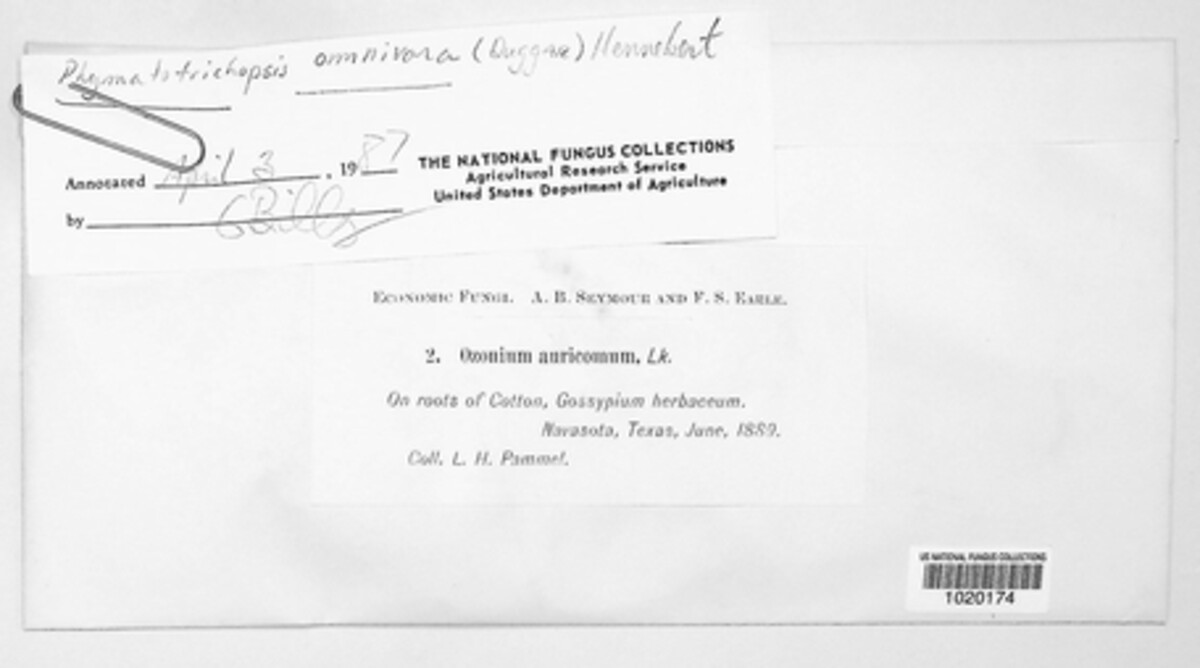 Phymatotrichopsis omnivora (Duggar) Hennebert
Annotated April 3, 1987
by GBills
THE NATIONAL FUNGUS COLLECTIONS
Agricultural Research Service
United States Department of Agriculture
ECONOMIC FUNGI. A. B. SEYMOUR AND F. S. EARLE.
2. Ozonium auricomum, Lk.
On roots of Cotton, Gossypium herbaceum.
Navasota, Texas, June, 1889.
Coll. L. H. Pammel.
US NATIONAL FUNGUS COLLECTIONS
1020174